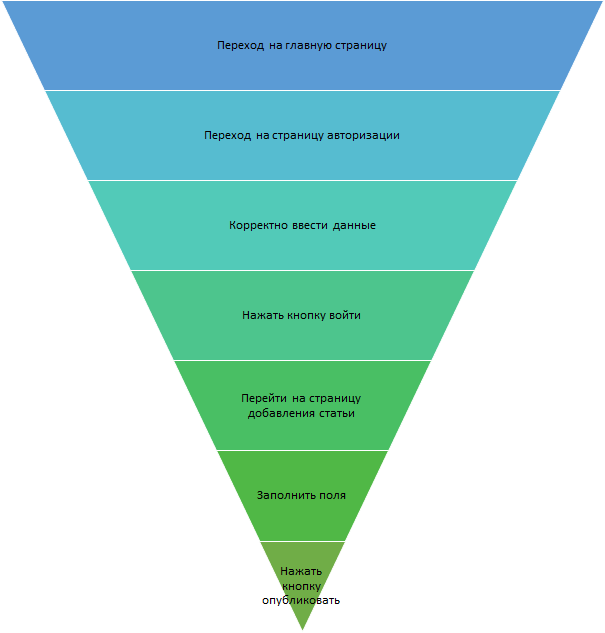 Переход на главную страницу
Переход на страницу авторизации
Корректно ввести данные
Нажать кнопку войти
Перейти на страницу
добавления статьи
Заполнить поля
Нажать
кнопку
опубликовать